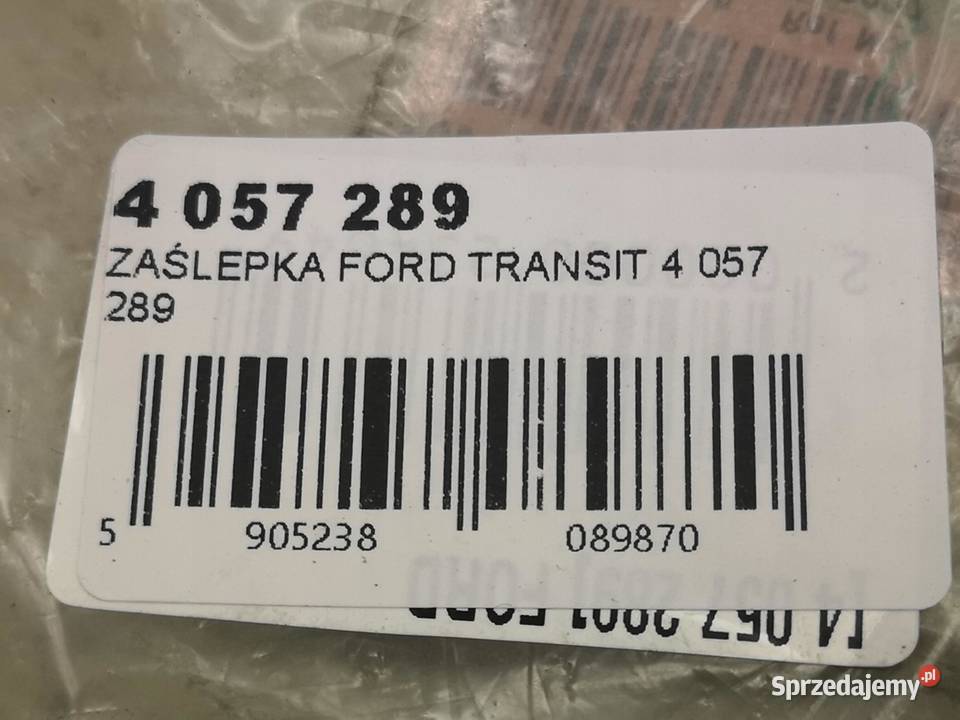 4 057 289
ZAŚLEPKA FORD TRANSIT 4 057
289
5 905238 089870
[4 057 289] FORD
Sprzedajemy.pl